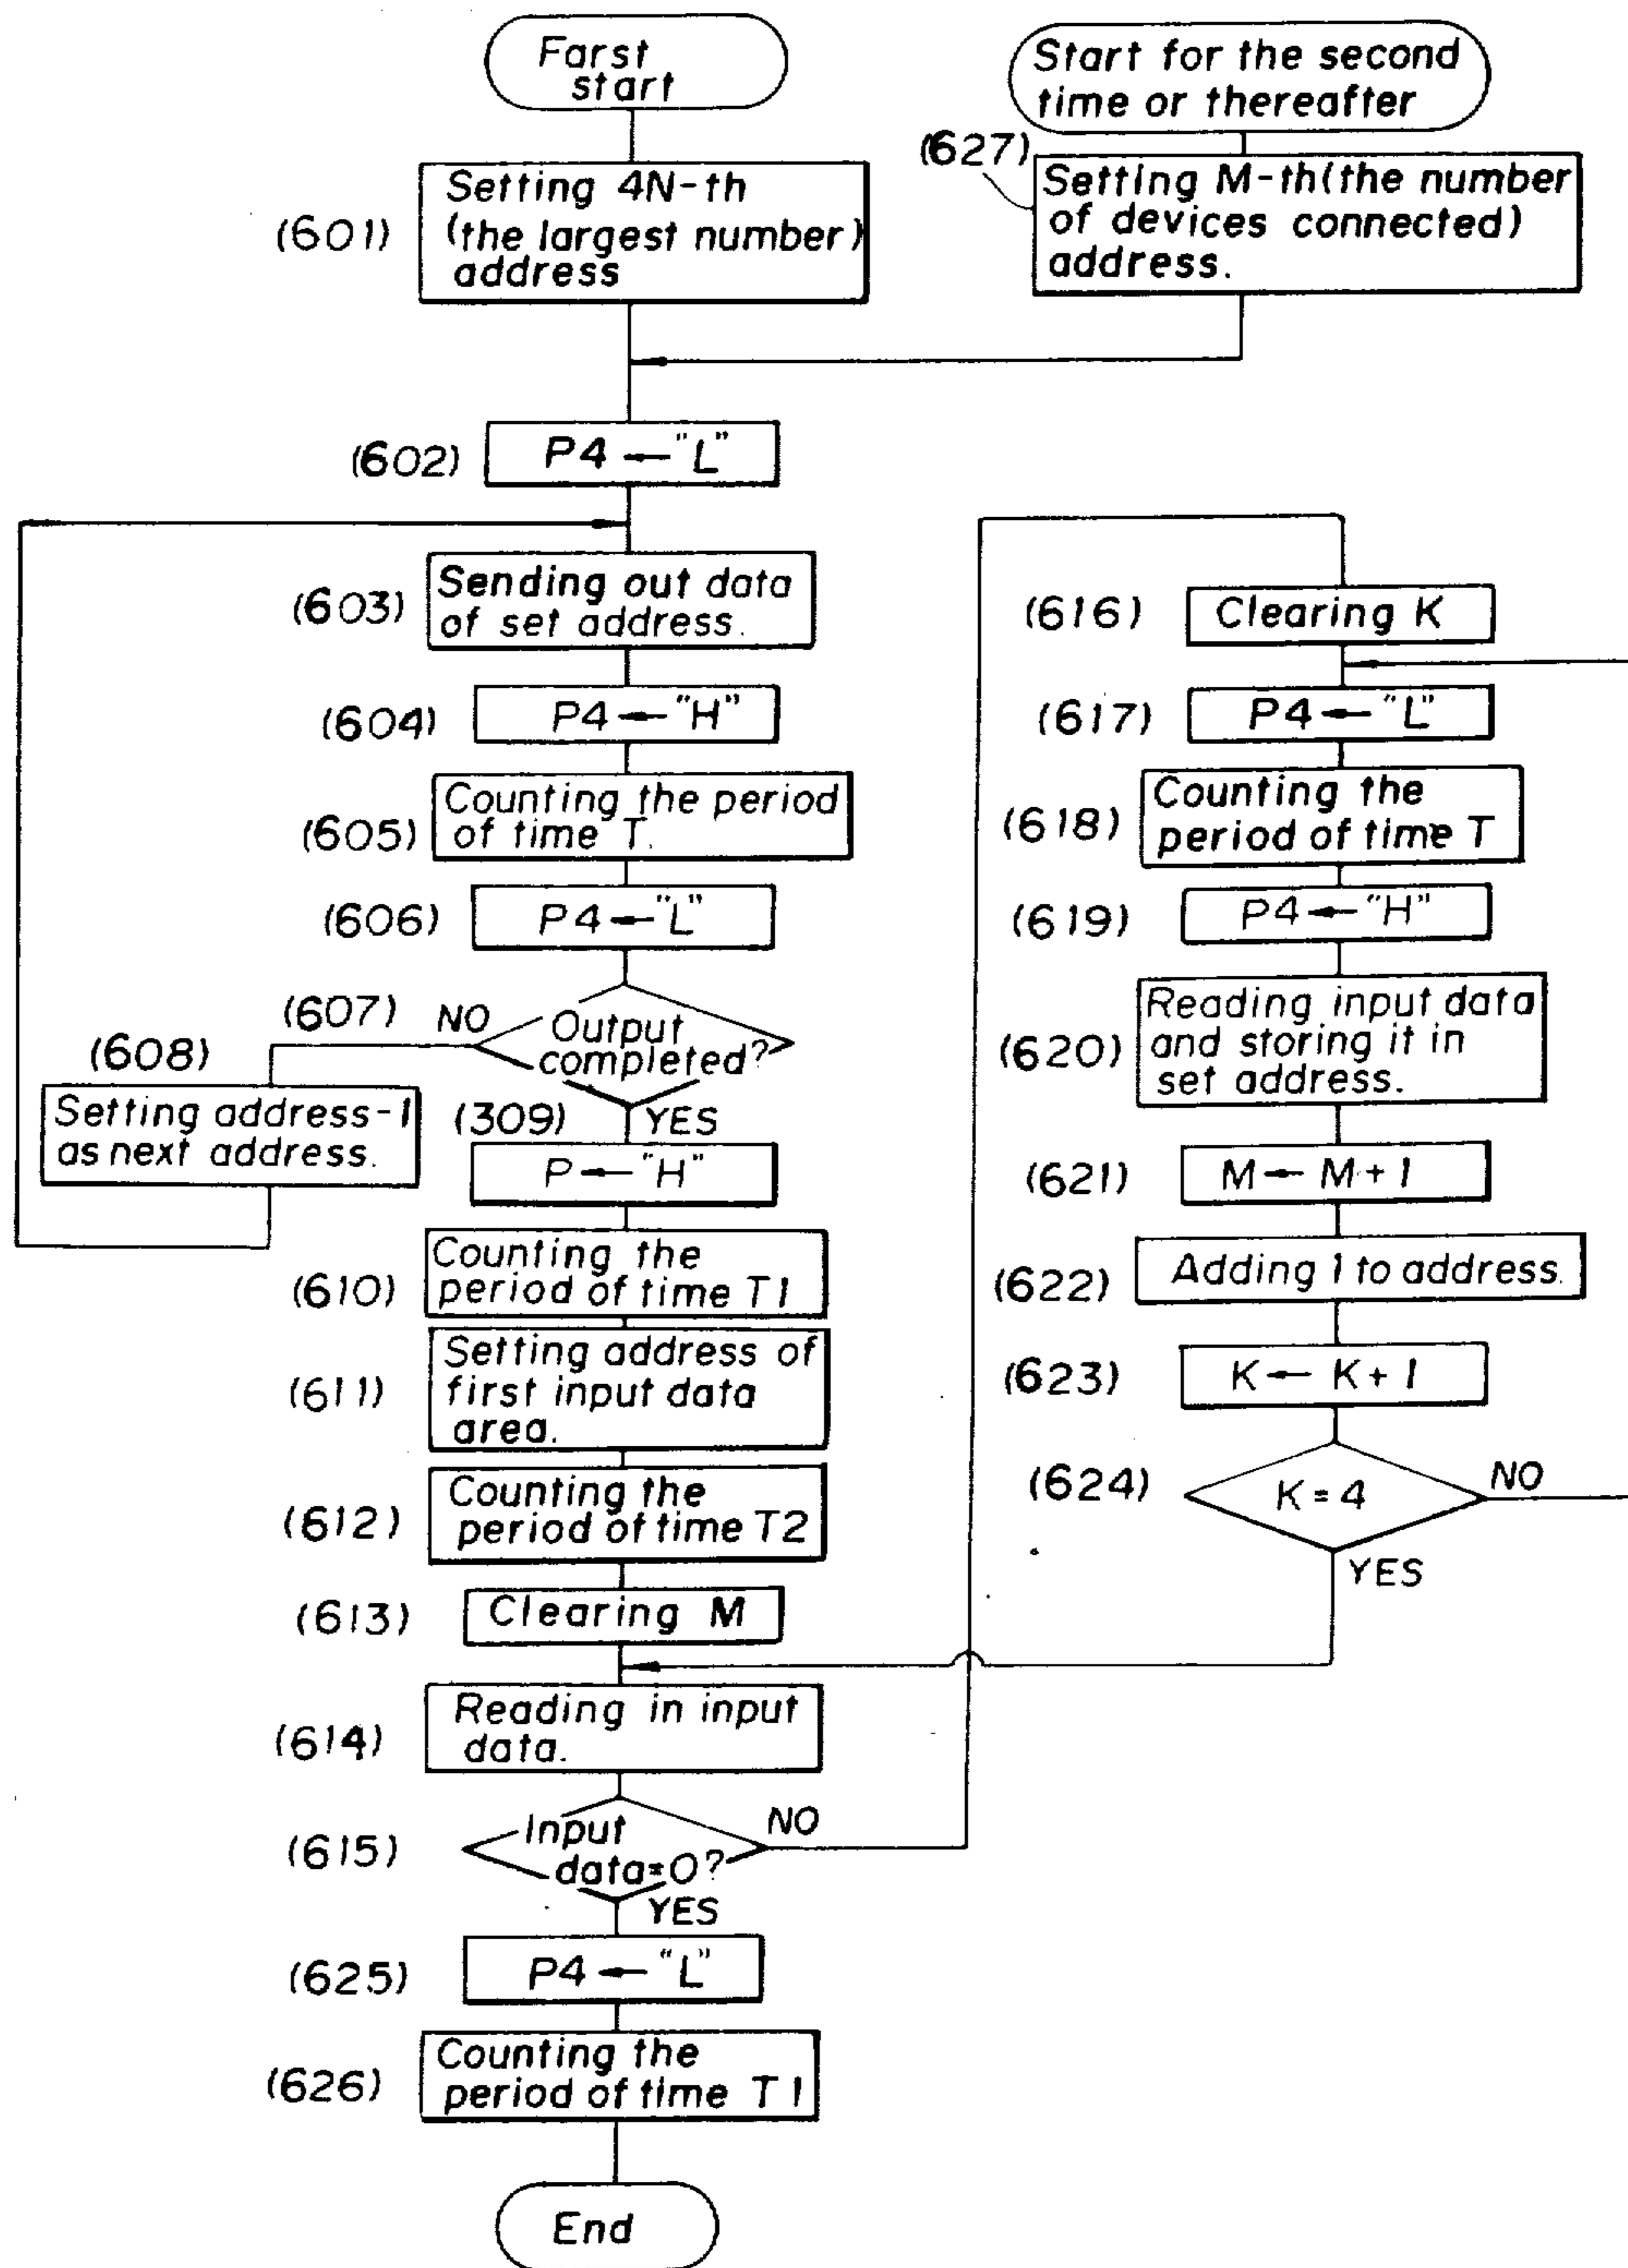 Farst
start
Start for the second
time or thereafter
(627)
Setting M-th(the number
of devices connected)
address.
(601)
Setting 4N-th
(the largest number)
address
(602)
P4 ← "L"
(603)
Sending out data
of set address.
(604)
P4 ← "H"
(605)
Counting the period
of time T.
(606)
P4 ← "L"
(607)
NO
Output
completed?
YES
(608)
Setting address-1
as next address.
(309)
P ← "H"
(610)
Counting the
period of time T1
(611)
Setting address of
first input data
area.
(612)
Counting the
period of time T2
(613)
Clearing M
(614)
Reading in input
data.
(615)
Input
data=0?
NO
YES
(625)
P4 ← "L"
(626)
Counting the
period of time T1
End
(616)
Clearing K
(617)
P4 ← "L"
(618)
Counting the
period of time T
(619)
P4 ← "H"
(620)
Reading input data
and storing it in
set address.
(621)
M ← M+1
(622)
Adding 1 to address.
(623)
K ← K+1
(624)
K=4
NO
YES